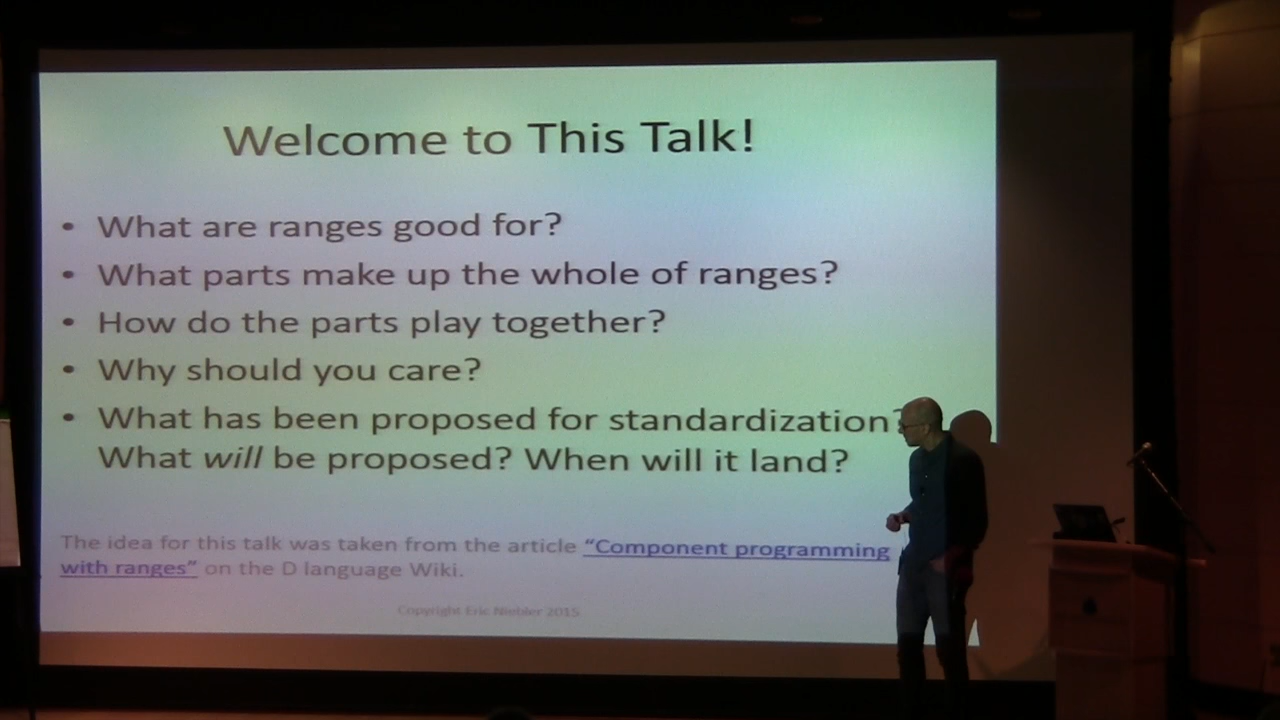 Welcome to This Talk!
• What are ranges good for?
• What parts make up the whole of ranges?
• How do the parts play together?
• Why should you care?
• What has been proposed for standardization?
What will be proposed? When will it land?
The idea for this talk was taken from the article “Component programming
with ranges” on the D language Wiki.
Copyright Eric Niebler 2015